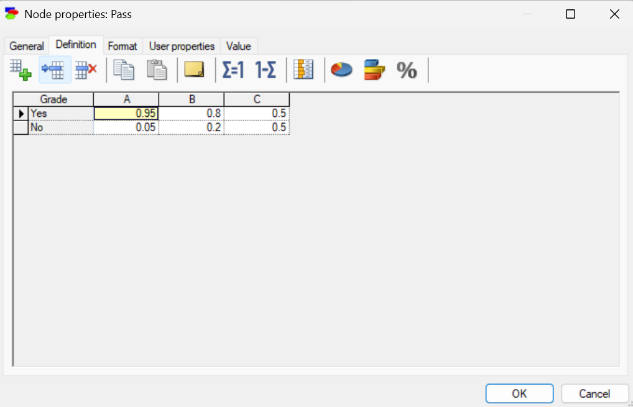 Node properties: Pass
General Definition Format User properties Value
Σ=1 1-Σ %
Grade A B C
Yes 0.95 0.8 0.5
No 0.05 0.2 0.5
OK Cancel